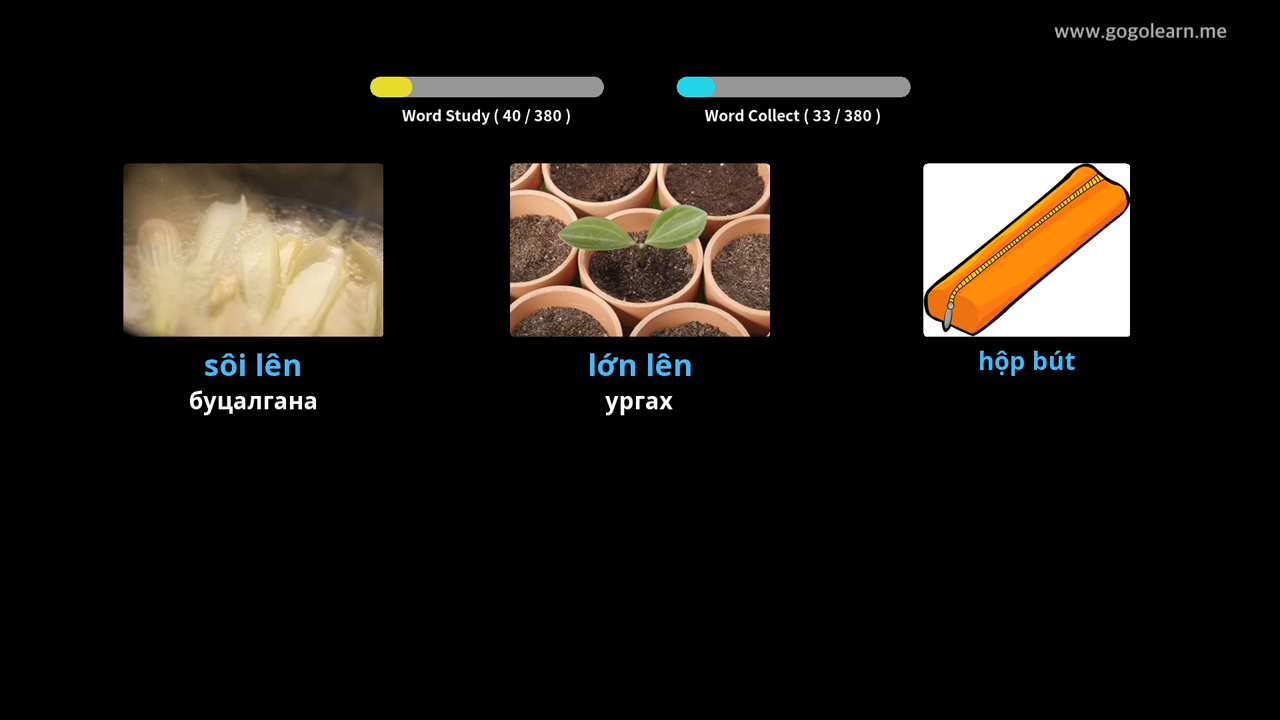 www.gogolearn.me
Word Study ( 40 / 380 )
Word Collect ( 33 / 380 )
sôi lên
буцалгана
lớn lên
ургах
hộp bút